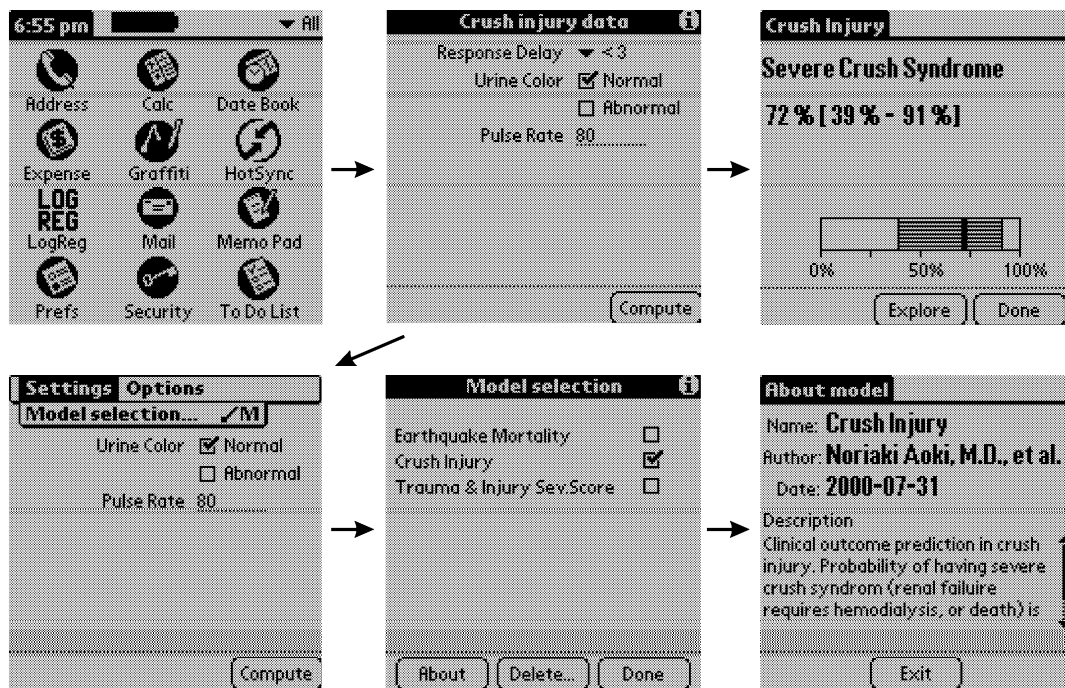 6:55 pm
All
Address Calc Date Book
Expense Graffiti HotSync
LOG
REG
LogReg Mail Memo Pad
Prefs Security To Do List
Crush injury data
i
Response Delay < 3
Urine Color Normal
Abnormal
Pulse Rate 80
Compute
Crush Injury
Severe Crush Syndrome
72 % [ 39 % - 91 %]
0% 50% 100%
Explore Done
Settings Options
Model selection... M
Urine Color Normal
Abnormal
Pulse Rate 80
Compute
Model selection
i
Earthquake Mortality
Crush Injury
Trauma & Injury Sev.Score
About Delete... Done
About model
Name: Crush Injury
Author: Noriaki Aoki, M.D., et al.
Date: 2000-07-31
Description
Clinical outcome prediction in crush
injury. Probability of having severe
crush syndrom (renal failuire
requires hemodialysis, or death) is
Exit